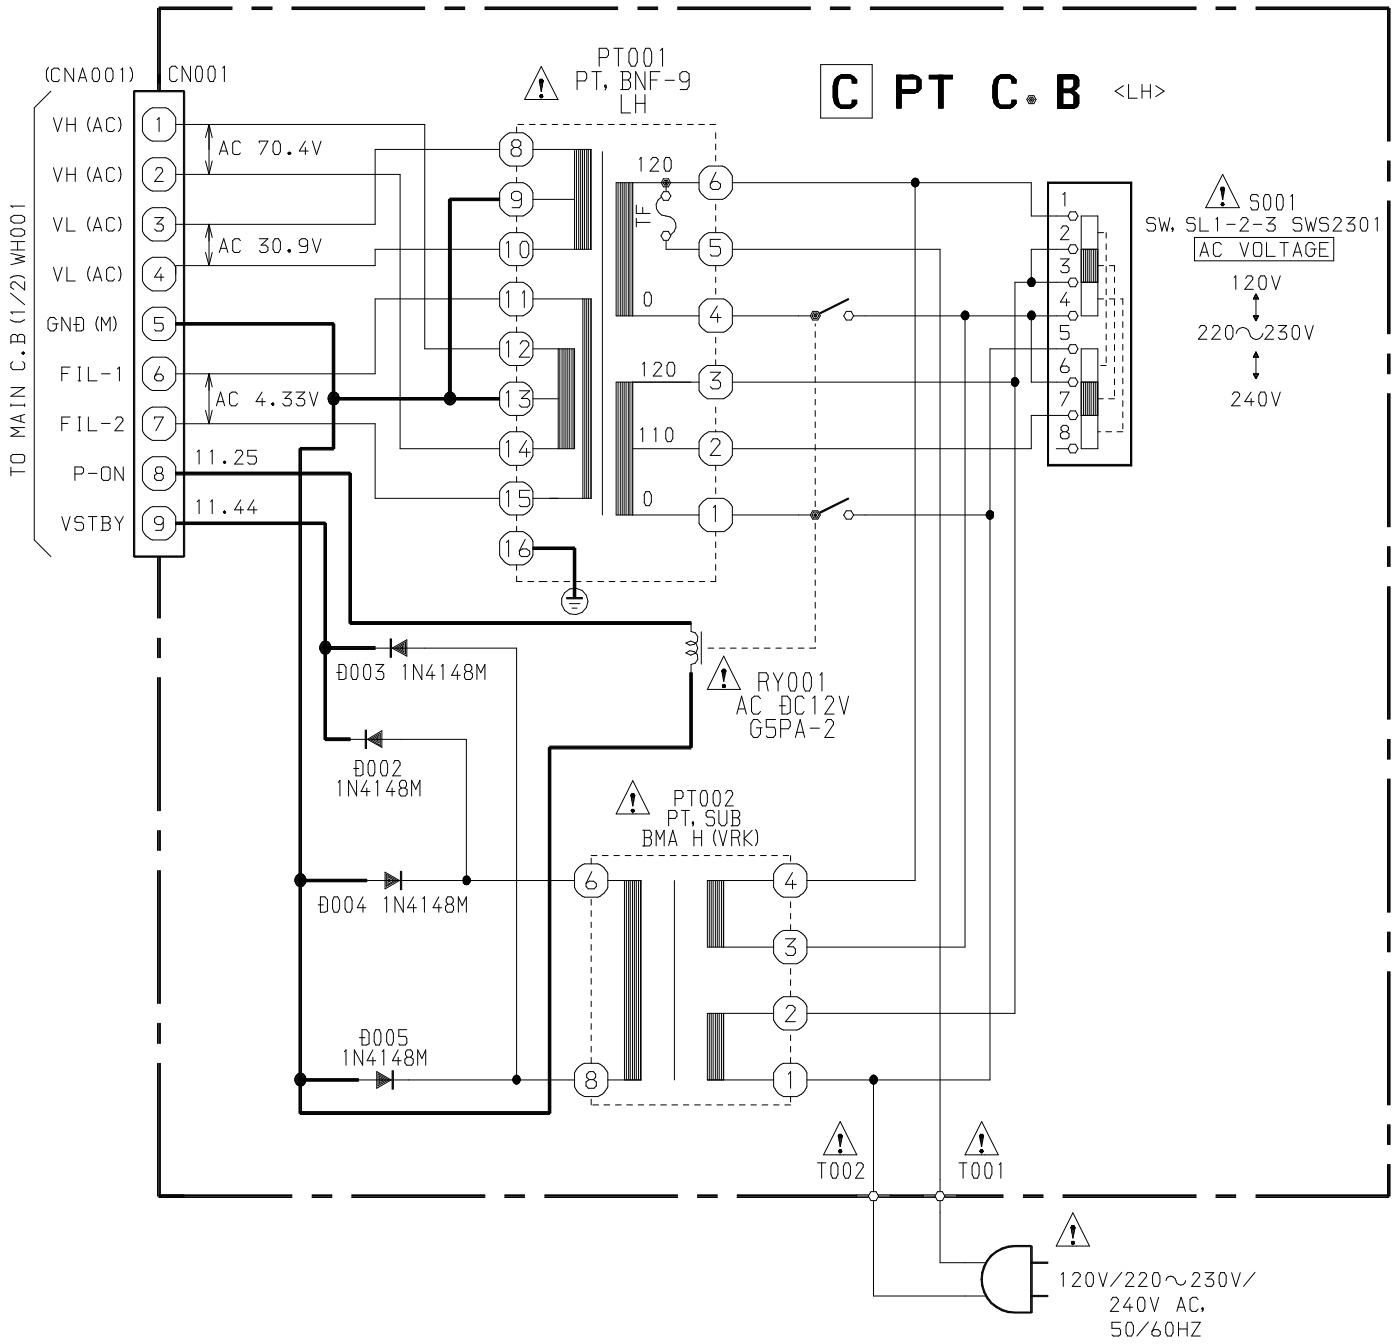 (CNA001)
CN001
TO MAIN C.B (1/2) WH001
VH (AC)
1
VH (AC)
2
AC 70.4V
VL (AC)
3
VL (AC)
4
AC 30.9V
GND (M)
5
FIL-1
6
FIL-2
7
AC 4.33V
P-ON
8
11.25
VSTBY
9
11.44
PT001
PT, BNF-9
LH
8
9
10
11
12
13
14
15
16
120
TF
0
120
110
0
6
5
4
3
2
1
C PT C.B <LH>
1
2
3
4
5
6
7
8
S001
SW, SL1-2-3 SWS2301
AC VOLTAGE
120V
220~230V
240V
D003 1N4148M
D002
1N4148M
D004 1N4148M
D005
1N4148M
RY001
AC DC12V
G5PA-2
PT002
PT, SUB
BMA H (VRK)
6
8
4
3
2
1
T002
T001
120V/220~230V/
240V AC,
50/60HZ